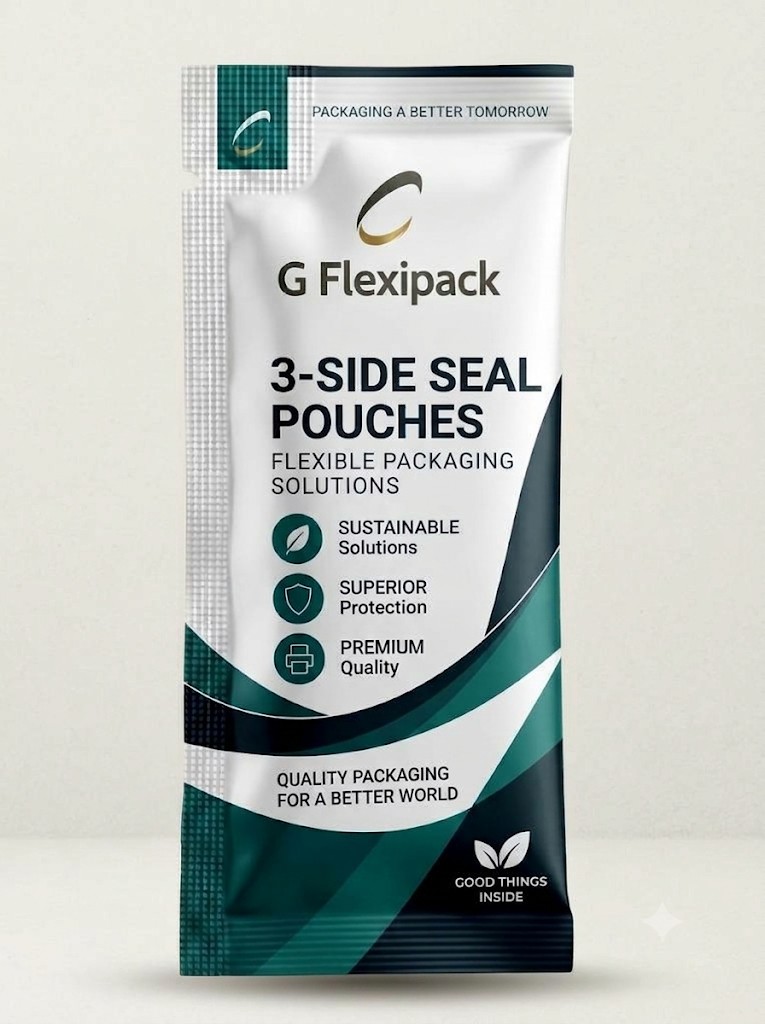 PACKAGING A BETTER TOMORROW
G Flexipack
3-SIDE SEAL
POUCHES
FLEXIBLE PACKAGING
SOLUTIONS
SUSTAINABLE
Solutions
SUPERIOR
Protection
PREMIUM
Quality
QUALITY PACKAGING
FOR A BETTER WORLD
GOOD THINGS
INSIDE